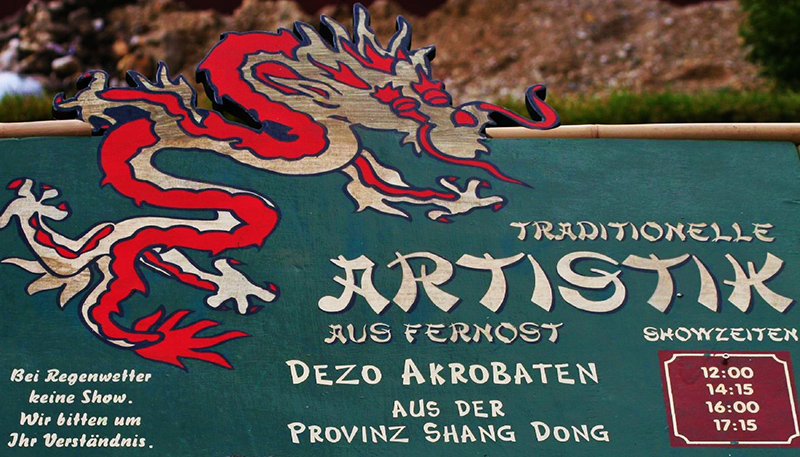 TRADITIONELLE
ARTISTIK
AUS FERNOST
DEZO AKROBATEN
AUS DER
PROVINZ SHANG DONG
SHOWZEITEN
12:00
14:15
16:00
17:15
Bei Regenwetter
keine Show.
Wir bitten um
Ihr Verständnis.